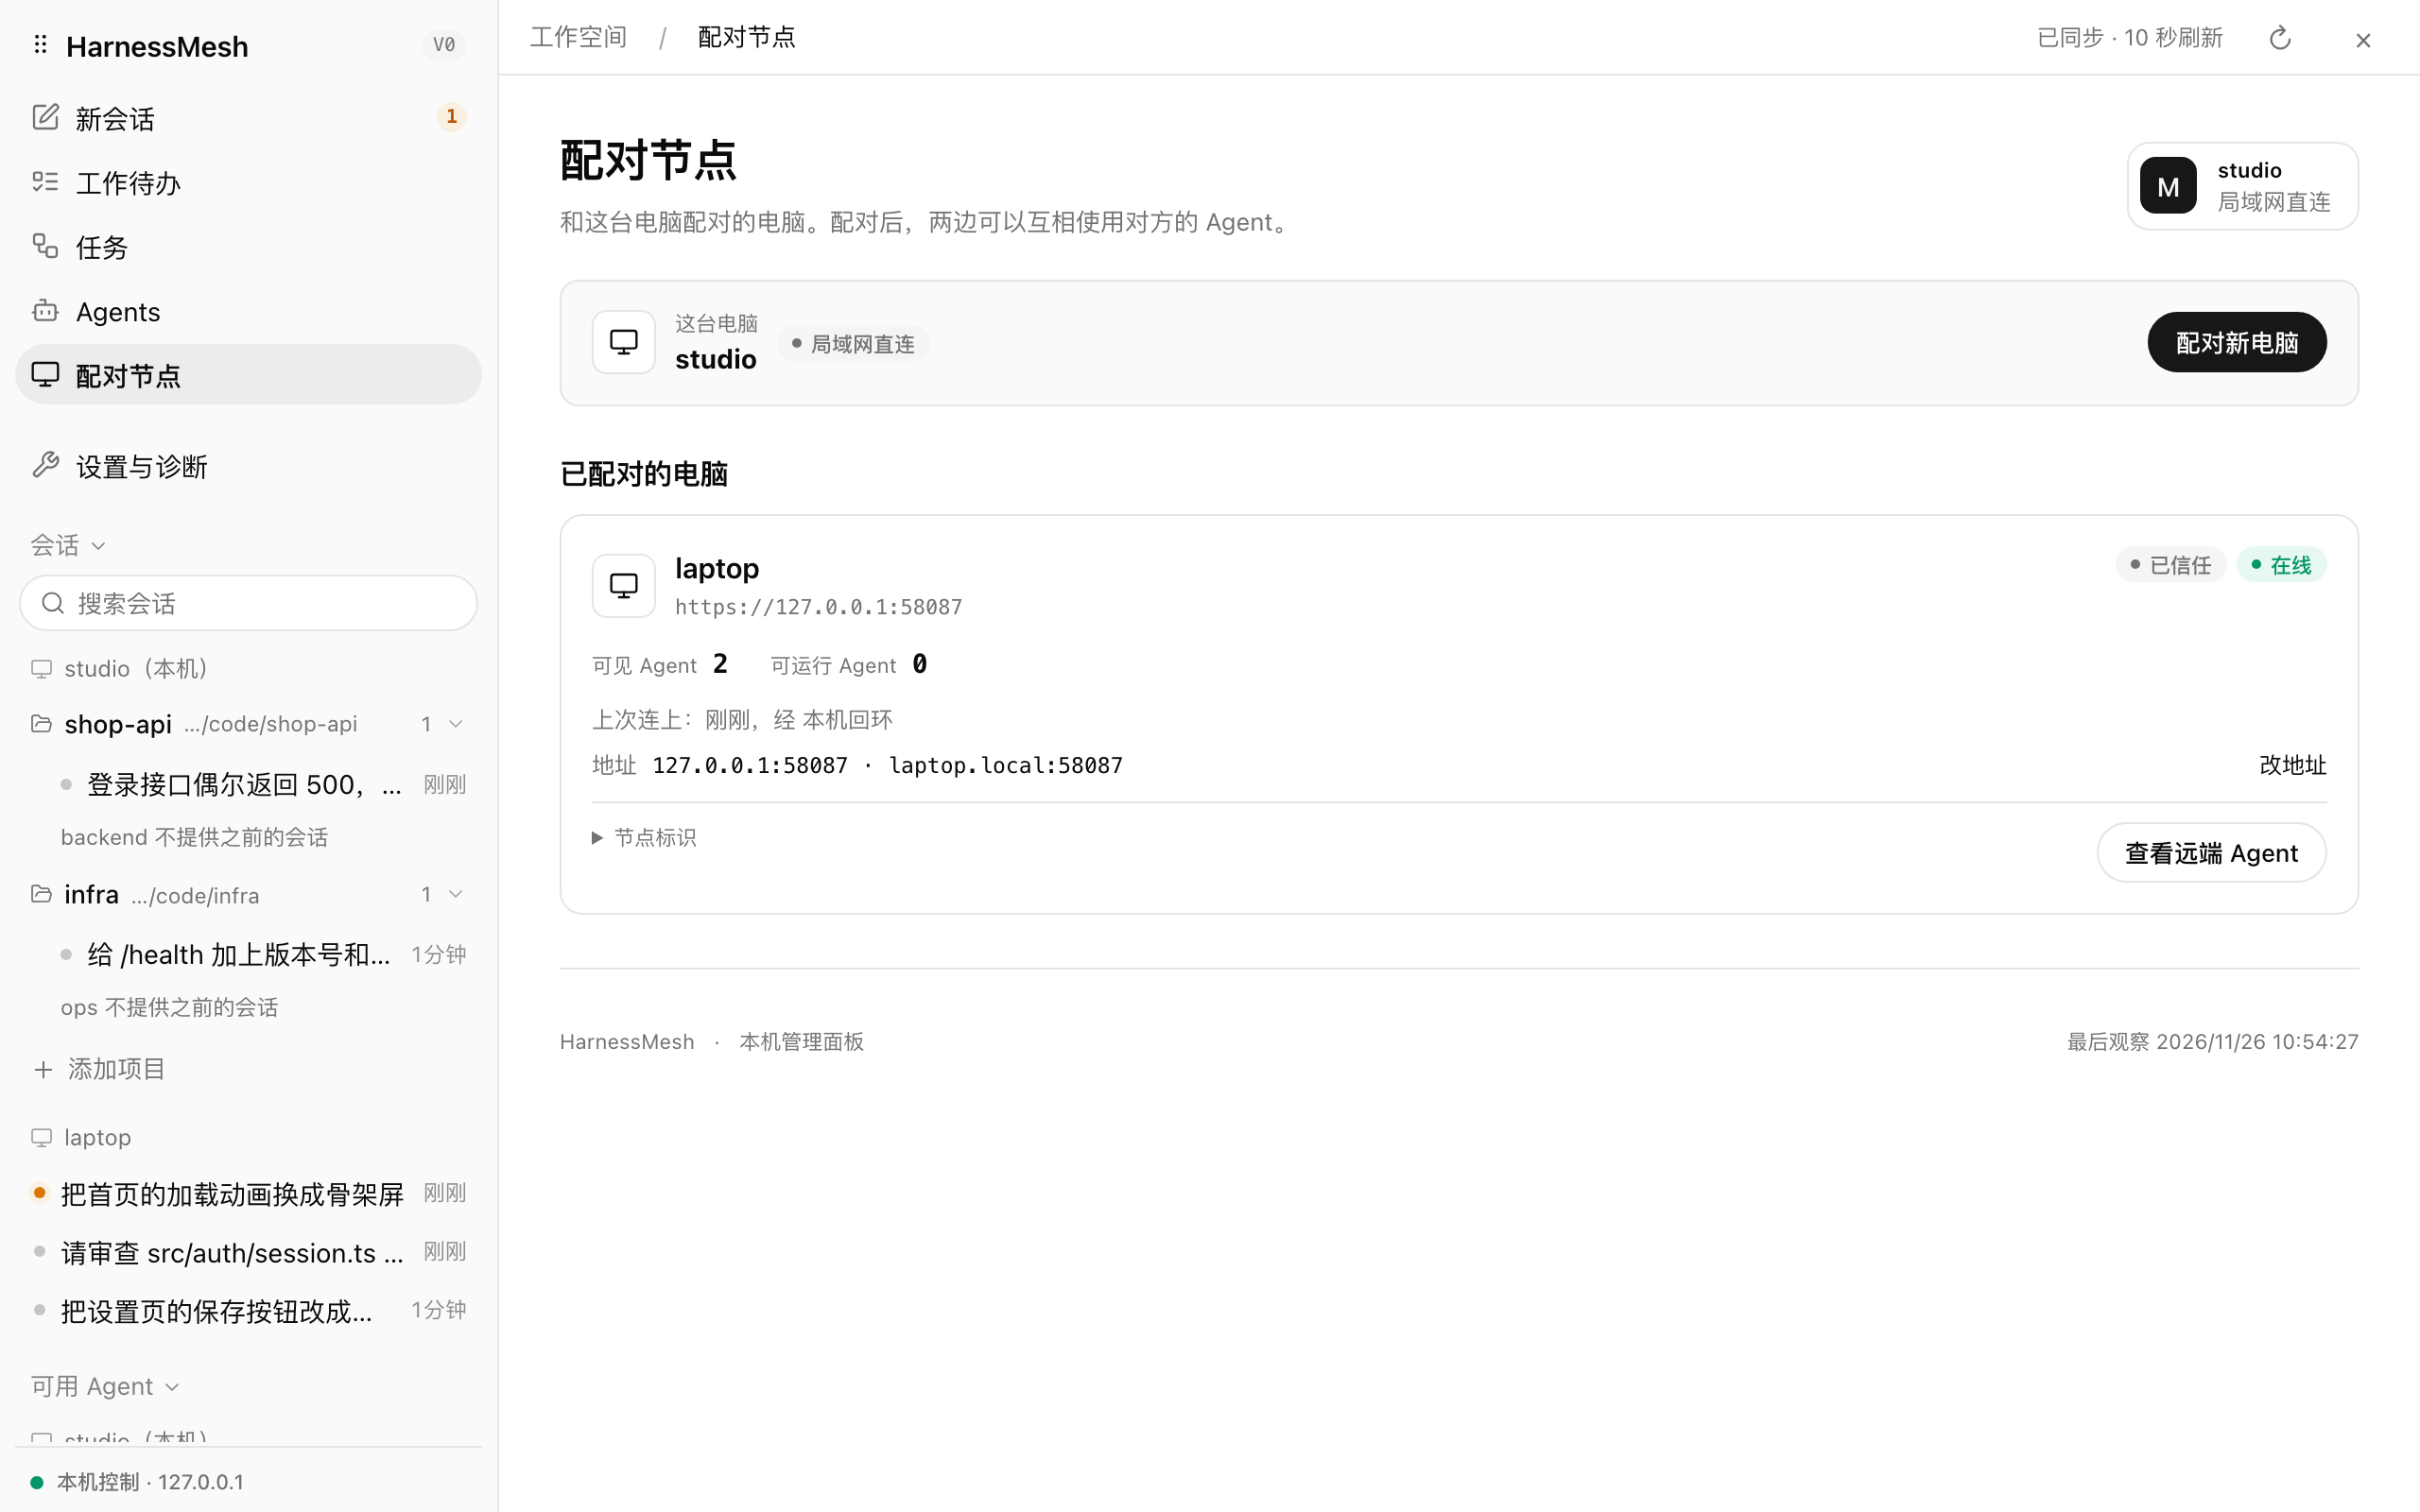 HarnessMesh V0
新会话 1
工作待办
任务
Agents
配对节点
设置与诊断
会话
搜索会话
studio（本机）
shop-api .../code/shop-api 1
登录接口偶尔返回 500，... 刚刚
backend 不提供之前的会话
infra .../code/infra 1
给 /health 加上版本号和... 1分钟
ops 不提供之前的会话
添加项目
laptop
把首页的加载动画换成骨架屏 刚刚
请审查 src/auth/session.ts ... 刚刚
把设置页的保存按钮改成... 1分钟
可用 Agent
studio（本机）
本机控制 · 127.0.0.1
工作空间 / 配对节点
已同步 · 10 秒刷新
配对节点
和这台电脑配对的电脑。配对后，两边可以互相使用对方的 Agent。
M
studio
局域网直连
这台电脑
studio
局域网直连
配对新电脑
已配对的电脑
laptop
https://127.0.0.1:58087
已信任
在线
可见 Agent 2 可运行 Agent 0
上次连上：刚刚，经 本机回环
地址 127.0.0.1:58087 · laptop.local:58087
改地址
节点标识
查看远端 Agent
HarnessMesh · 本机管理面板
最后观察 2026/11/26 10:54:27